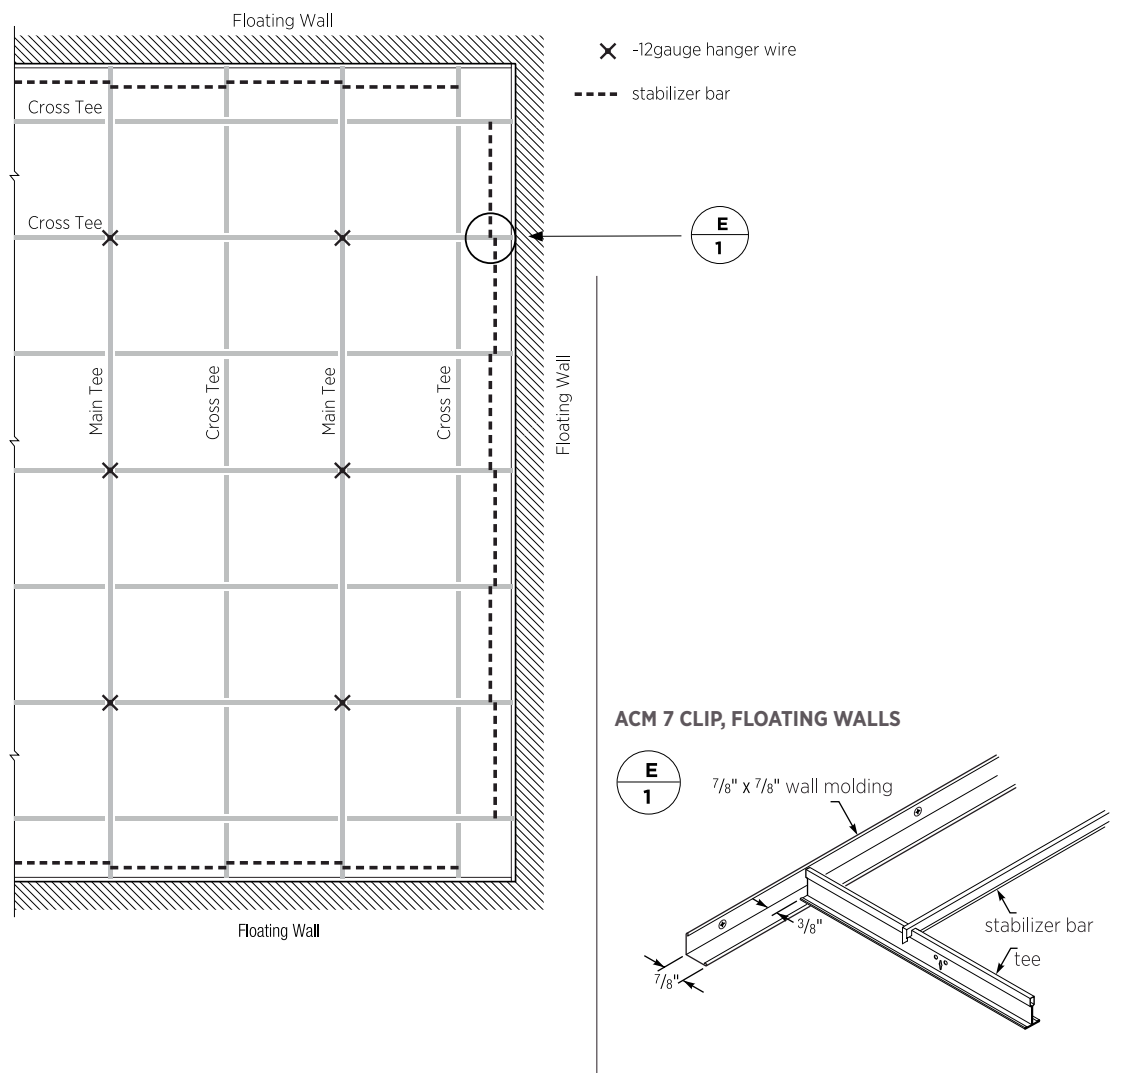 Floating Wall
-12gauge hanger wire
stabilizer bar
Cross Tee
Cross Tee
E
1
Main Tee
Cross Tee
Main Tee
Cross Tee
Floating Wall
Floating Wall
ACM 7 CLIP, FLOATING WALLS
E
1
7/8" x 7/8" wall molding
3/8"
7/8"
stabilizer bar
tee